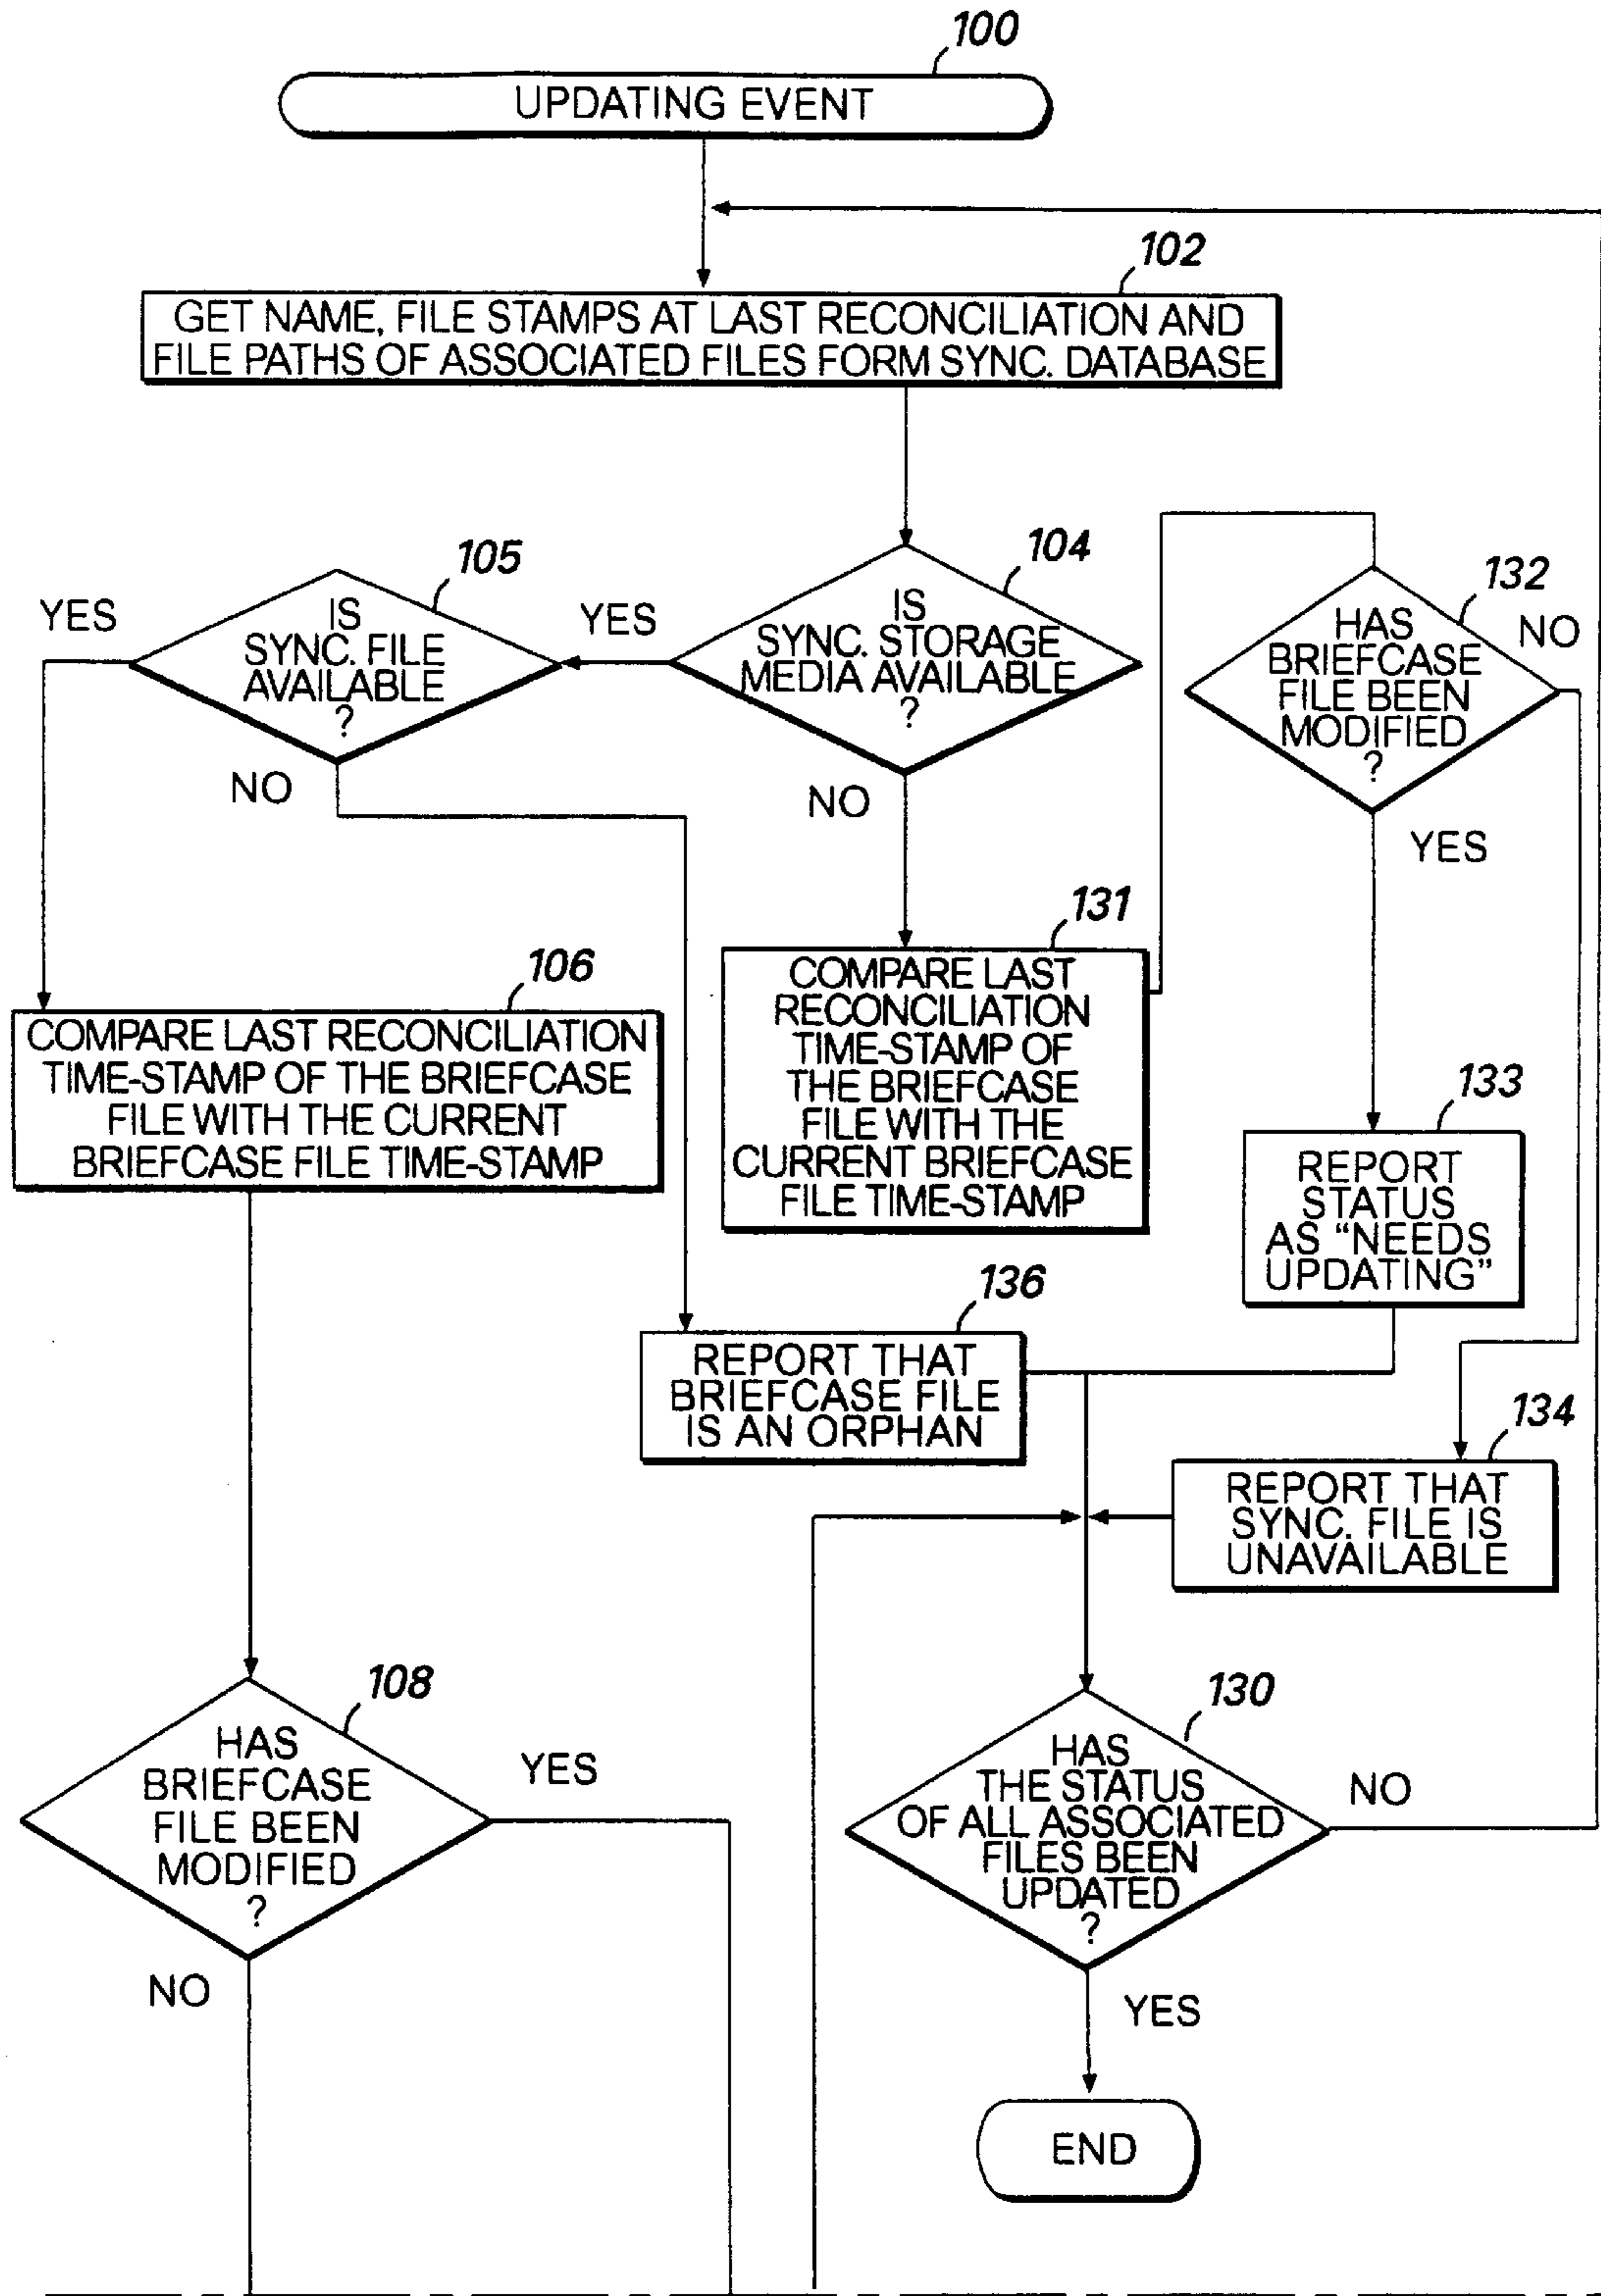 100
UPDATING EVENT
102
GET NAME, FILE STAMPS AT LAST RECONCILIATION AND
FILE PATHS OF ASSOCIATED FILES FORM SYNC. DATABASE
104
IS
SYNC. STORAGE
MEDIA AVAILABLE
?
YES
NO
105
IS
SYNC. FILE
AVAILABLE
?
YES
NO
132
HAS
BRIEFCASE
FILE BEEN
MODIFIED
?
NO
YES
131
COMPARE LAST
RECONCILIATION
TIME-STAMP OF
THE BRIEFCASE
FILE WITH THE
CURRENT BRIEFCASE
FILE TIME-STAMP
106
COMPARE LAST RECONCILIATION
TIME-STAMP OF THE BRIEFCASE
FILE WITH THE CURRENT
BRIEFCASE FILE TIME-STAMP
133
REPORT
STATUS
AS “NEEDS
UPDATING”
136
REPORT THAT
BRIEFCASE FILE
IS AN ORPHAN
134
REPORT THAT
SYNC. FILE IS
UNAVAILABLE
108
HAS
BRIEFCASE
FILE BEEN
MODIFIED
?
YES
NO
130
HAS
THE STATUS
OF ALL ASSOCIATED
FILES BEEN
UPDATED
?
NO
YES
END